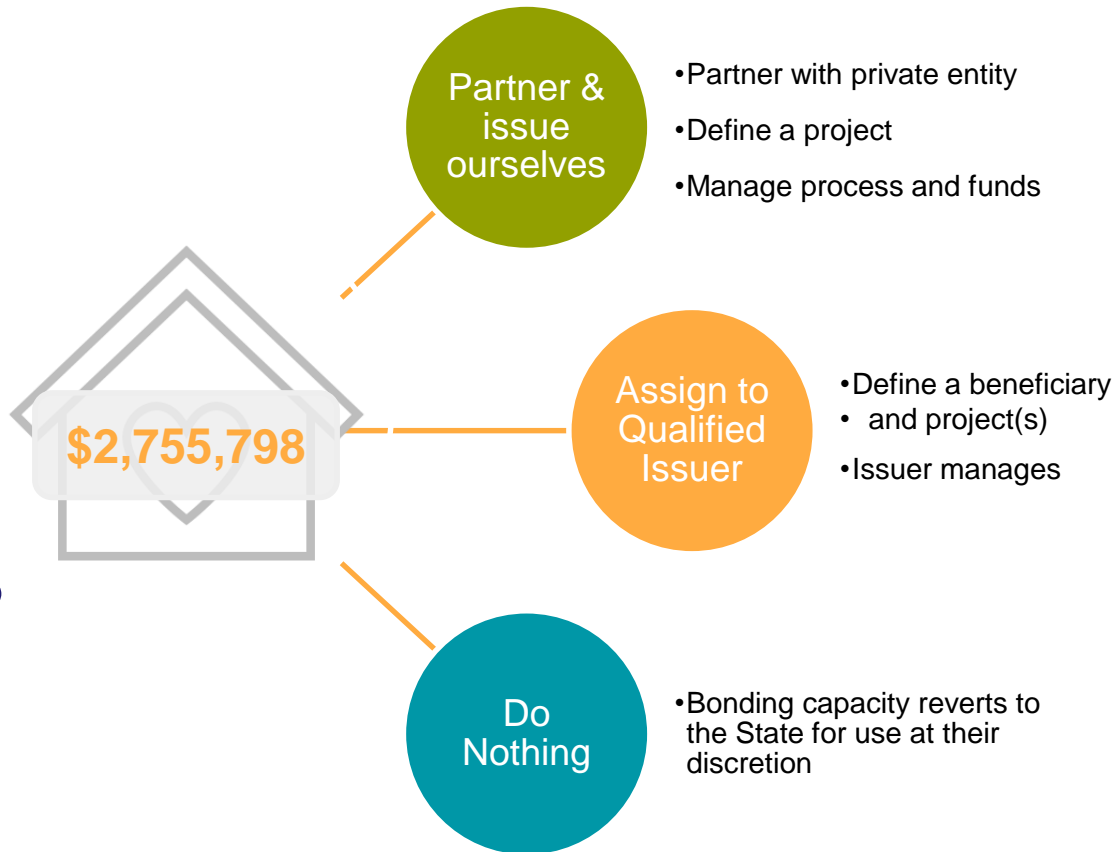 Partner &
issue
ourselves
•Partner with private entity
•Define a project
•Manage process and funds
$2,755,798
Assign to
Qualified
Issuer
•Define a beneficiary
• and project(s)
•Issuer manages
)
Do
Nothing
•Bonding capacity reverts to
the State for use at their
discretion